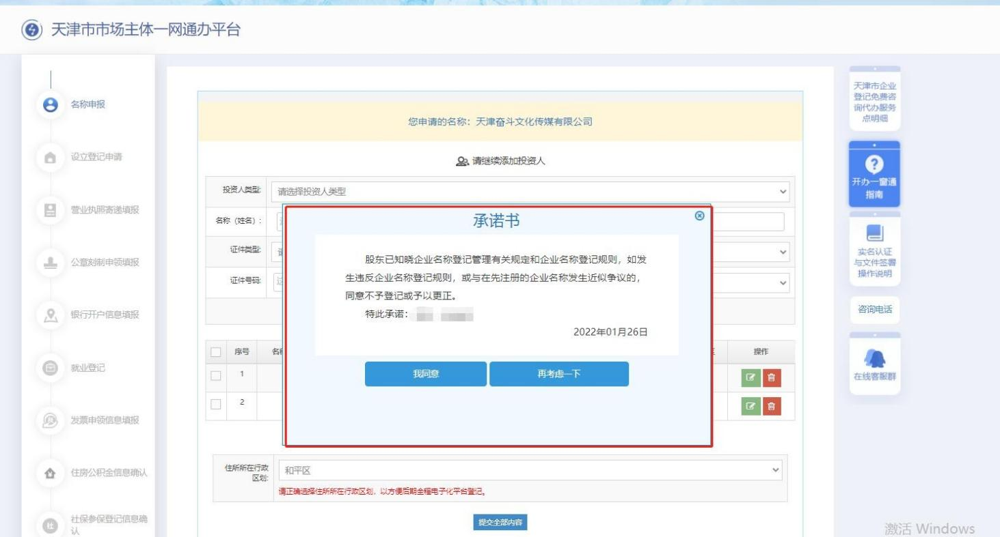 天津市市场主体一网通办平台
名称申报
设立登记申请
营业执照寄递填报
公章刻制申领填报
银行开户信息填报
就业登记
发票申领信息填报
住房公积金信息确认
社保参保登记信息确
认
您申请的名称：天津奋斗文化传媒有限公司
请继续添加投资人
投资人类型:
请选择投资人类型
名称（姓名）:
证件类型:
证件号码:
承诺书
股东已知晓企业名称登记管理有关规定和企业名称登记规则，如发
生违反企业名称登记规则，或与在先注册的企业名称发生近似争议的，
同意不予登记或予以更正。
特此承诺：
2022年01月26日
我同意
再考虑一下
序号
操作
1
2
住所所在行政
区划:
和平区
请正确选择住所所在行政区划，以方便后期全程电子化平台登记。
提交全部内容
天津市企业
登记免费咨
询代办服务
点明细
开办一窗通
指南
实名认证
与文件签署
操作说明
咨询电话
在线客服群
激活 Windows